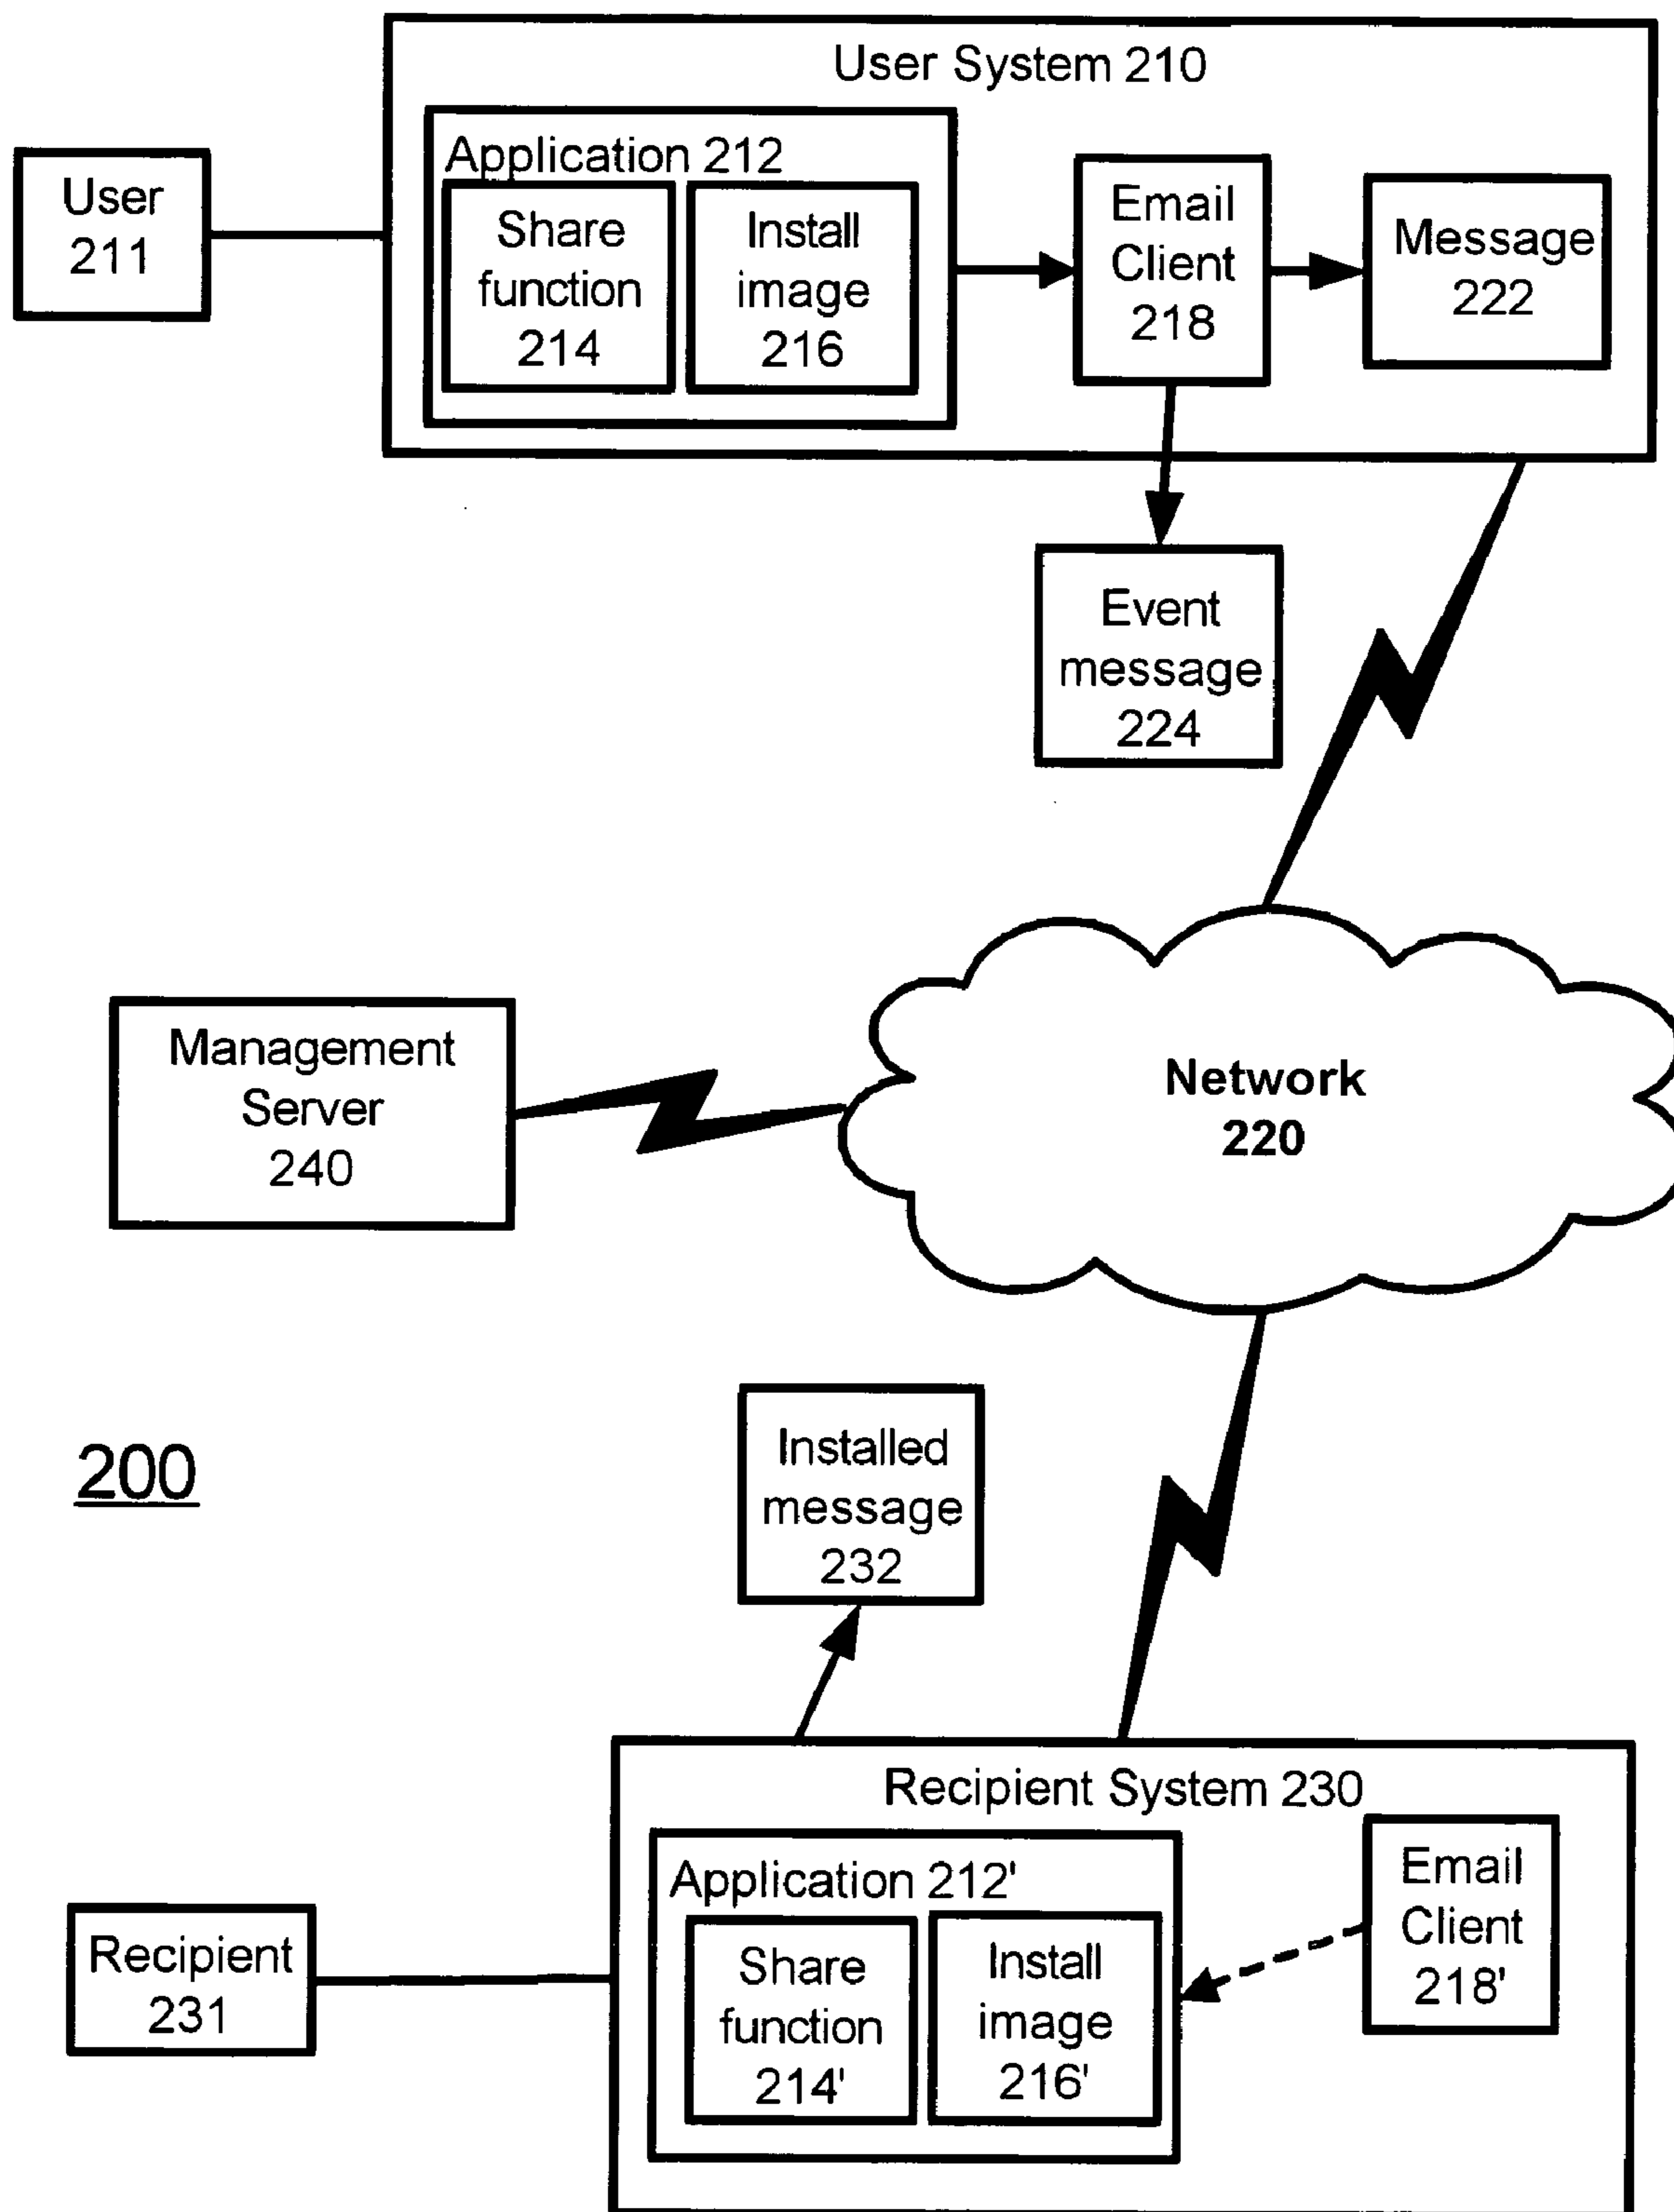 User System 210
Application 212
User
211
Share
function
214
Install
image
216
Email
Client
218
Message
222
Event
message
224
Management
Server
240
Network
220
Installed
message
232
200
Recipient System 230
Application 212'
Email
Client
218'
Recipient
231
Share
function
214'
Install
image
216'